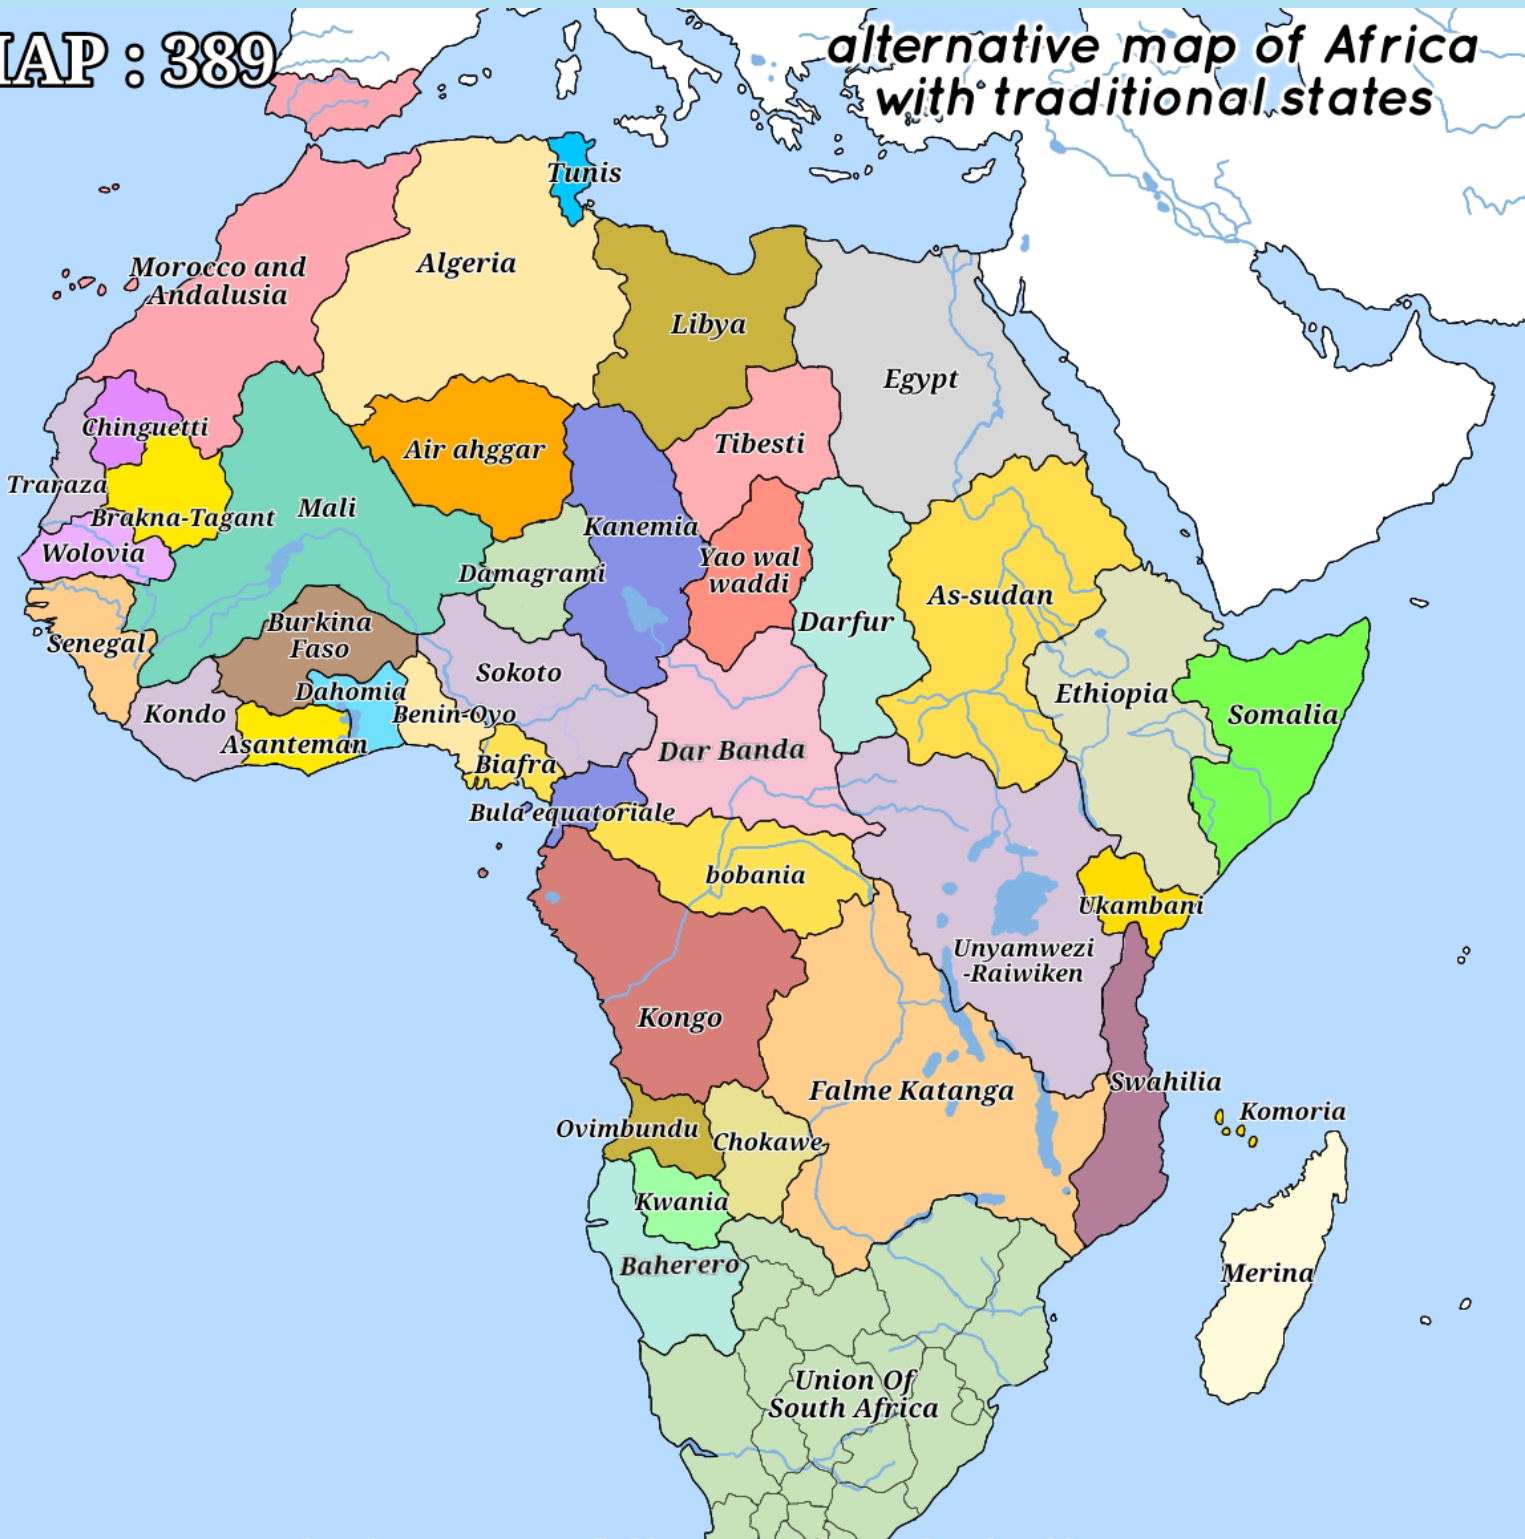 IAP : 389
alternative map of Africa
with traditional states
Tunis
Morocco and
Andalusia
Algeria
Libya
Egypt
Chinguetti
Air ahggar
Tibesti
Traraza
Brakna-Tagant
Mali
Kanemia
Wolovia
Damagrami
Yao wal
waddi
As-sudan
Darfur
Senegal
Burkina
Faso
Sokoto
Dahomia
Ethiopia
Kondo
Benin-Oyo
Somalia
Asanteman
Biafra
Dar Banda
Bula equatoriale
bobania
Ukambani
Unyamwezi
-Raiwiken
Kongo
Falme Katanga
Swahilia
Komoria
Ovimbundu
Chokawe
Kwania
Baherero
Merina
Union Of
South Africa